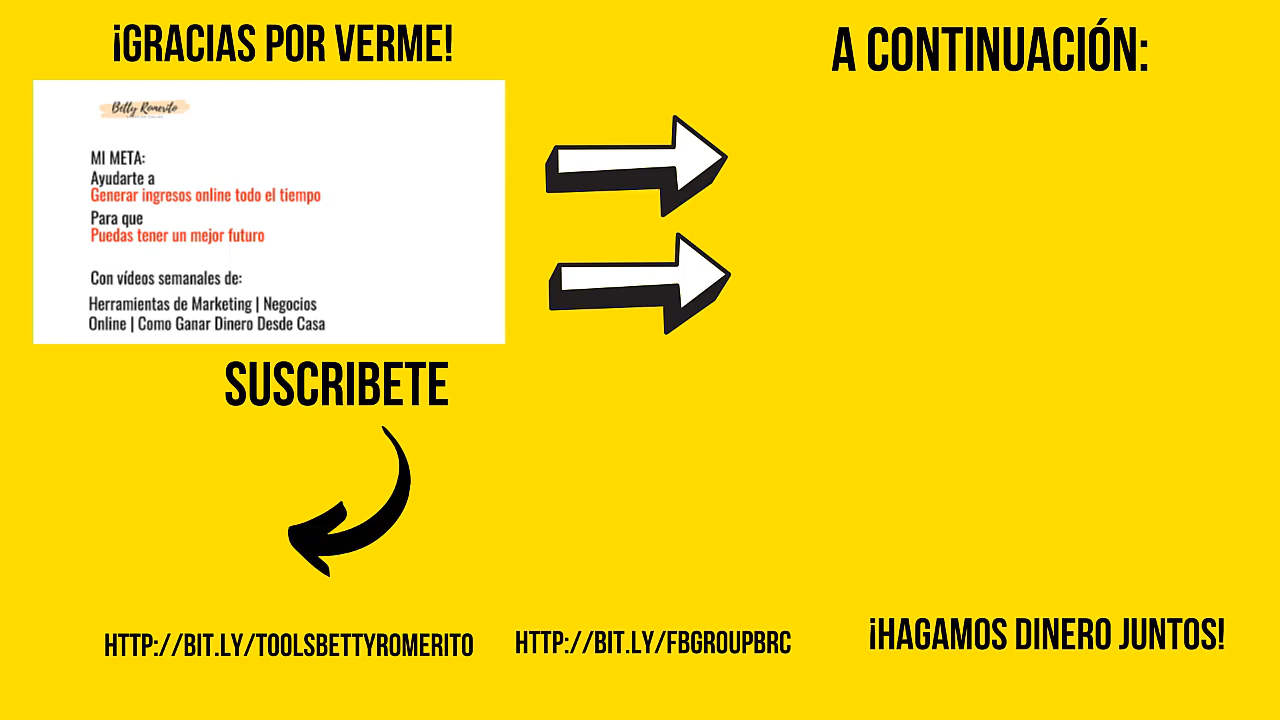 ¡GRACIAS POR VERME!
A CONTINUACIÓN:
Betty Romerito
MI META:
Ayudarte a
Generar ingresos online todo el tiempo
Para que
Puedas tener un mejor futuro
Con vídeos semanales de:
Herramientas de Marketing | Negocios
Online | Como Ganar Dinero Desde Casa
SUSCRIBETE
HTTP://BIT.LY/TOOLSBETTYROMERITO
HTTP://BIT.LY/FBGROUPBRC
¡HAGAMOS DINERO JUNTOS!